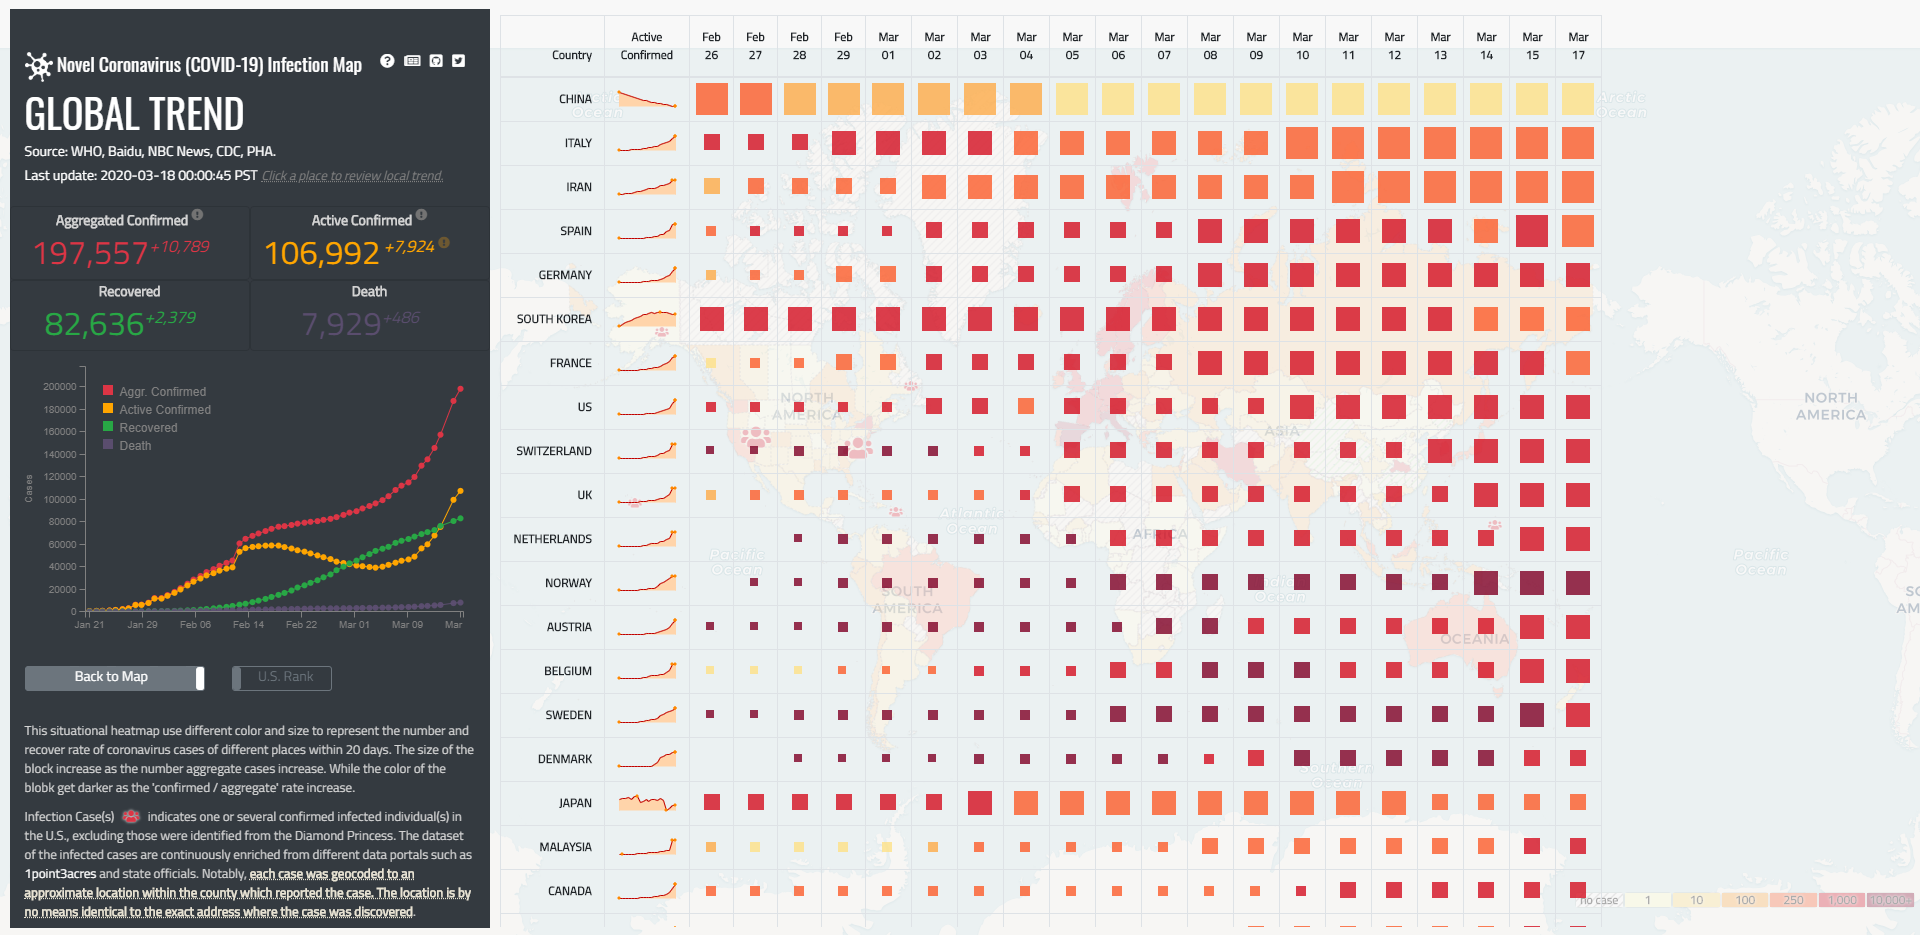 Novel Coronavirus (COVID-19) Infection Map
GLOBAL TREND
Source: WHO, Baidu, NBC News, CDC, PHA.
Last update: 2020-03-18 00:00:45 PST Click a place to review local trend.
Aggregated Confirmed
197,557+10,789
Active Confirmed
106,992+7,924
Recovered
82,636+2,379
Death
7,929+486
Aggr. Confirmed
Active Confirmed
Recovered
Death
Cases
200000
180000
160000
140000
120000
100000
80000
60000
40000
20000
0
Jan 21 Jan 29 Feb 06 Feb 14 Feb 22 Mar 01 Mar 09 Mar
Back to Map
U.S. Rank
This situational heatmap use different color and size to represent the number and
recover rate of coronavirus cases of different places within 20 days. The size of the
block increase as the number aggregate cases increase. While the color of the
blobk get darker as the 'confirmed / aggregate' rate increase.
Infection Case(s) indicates one or several confirmed infected individual(s) in
the U.S., excluding those were identified from the Diamond Princess. The dataset
of the infected cases are continuously enriched from different data portals such as
1point3acres and state officials. Notably, each case was geocoded to an
approximate location within the county which reported the case. The location is by
no means identical to the exact address where the case was discovered.
Active Feb Feb Feb Feb Mar Mar Mar Mar Mar Mar Mar Mar Mar Mar Mar Mar Mar Mar Mar Mar
Country Confirmed 26 27 28 29 01 02 03 04 05 06 07 08 09 10 11 12 13 14 15 17
CHINA
ITALY
IRAN
SPAIN
GERMANY
SOUTH KOREA
FRANCE
US
SWITZERLAND
UK
NETHERLANDS
NORWAY
AUSTRIA
BELGIUM
SWEDEN
DENMARK
JAPAN
MALAYSIA
CANADA
Ocean
Arctic
Ocean
NORTH
AMERICA
ASIA
NORTH
AMERICA
Atlantic
Ocean
AFRICA
Pacific
Ocean
Pacific
Ocean
Ocean
SOUTH
AMERICA
OCEANIA
Southern
Ocean
no case 1 10 100 250 1000 10,000+